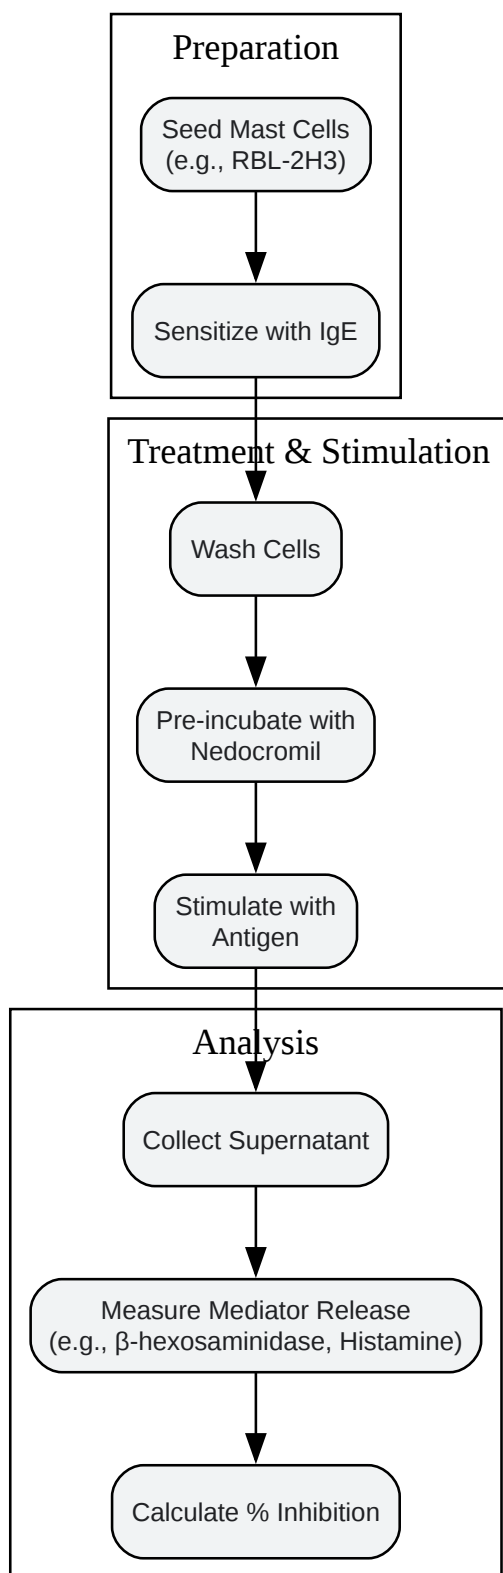 Preparation
Seed Mast Cells
(e.g., RBL-2H3)
Sensitize with IgE
Treatment & Stimulation
Wash Cells
Pre-incubate with
Nedocromil
Stimulate with
Antigen
Analysis
Collect Supernatant
Measure Mediator Release
(e.g., β-hexosaminidase, Histamine)
Calculate % Inhibition